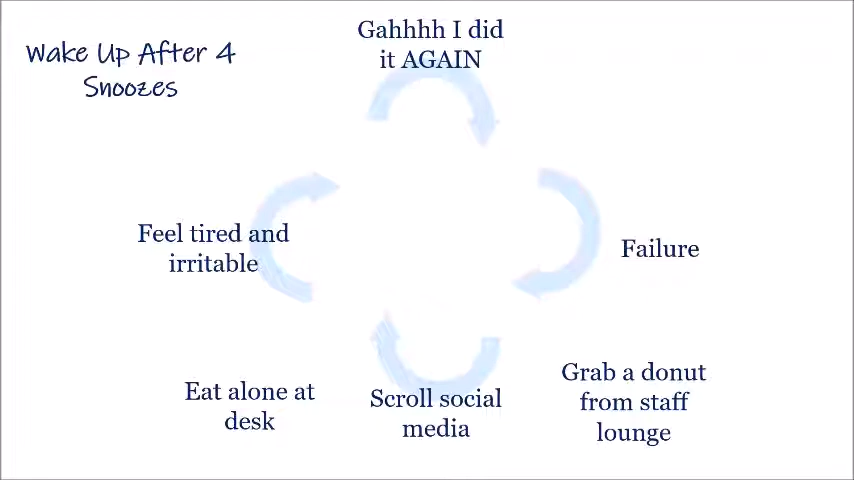 Wake Up After 4
Snoozes
Gahhhh I did
it AGAIN
Failure
Grab a donut
from staff
lounge
Scroll social
media
Eat alone at
desk
Feel tired and
irritable